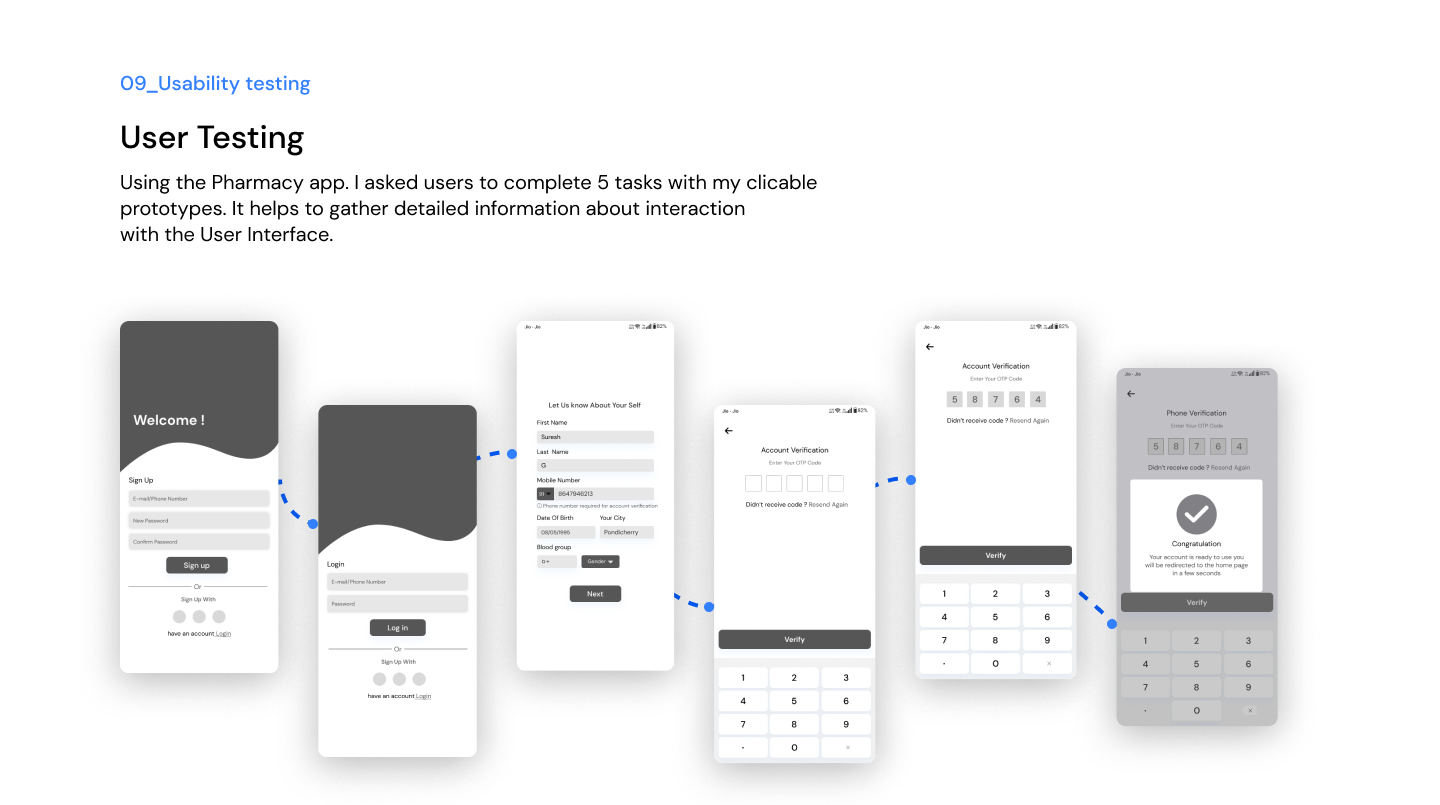 09_Usability testing
User Testing
Using the Pharmacy app. I asked users to complete 5 tasks with my clicable
prototypes. It helps to gather detailed information about interaction
with the User Interface.
Welcome !
Sign Up
E-mail/Phone Number
New Password
Confirm Password
Sign up
Or
Sign Up With
have an account Login
Login
E-mail/Phone Number
Password
Log in
Or
Sign Up With
have an account Login
Jio - Jio 82%
Let Us know About Your Self
First Name
Suresh
Last Name
G
Mobile Number
91 8647946213
Phone number required for account verification
Date Of Birth Your City
08/05/1995 Pondicherry
Blood group
O+ Gender
Next
Jio - Jio 82%
Account Verification
Enter Your OTP Code
Didn't receive code ? Resend Again
Verify
1 2 3
4 5 6
7 8 9
. 0 ×
Jio - Jio 82%
Account Verification
Enter Your OTP Code
5 8 7 6 4
Didn't receive code ? Resend Again
Verify
1 2 3
4 5 6
7 8 9
. 0 ×
Jio - Jio 82%
Phone Verification
Enter Your OTP Code
5 8 7 6 4
Didn't receive code ? Resend Again
Congratulation
Your account is ready to use you
will be redirected to the home page
in a few seconds
Verify
1 2 3
4 5 6
7 8 9
. 0 ×